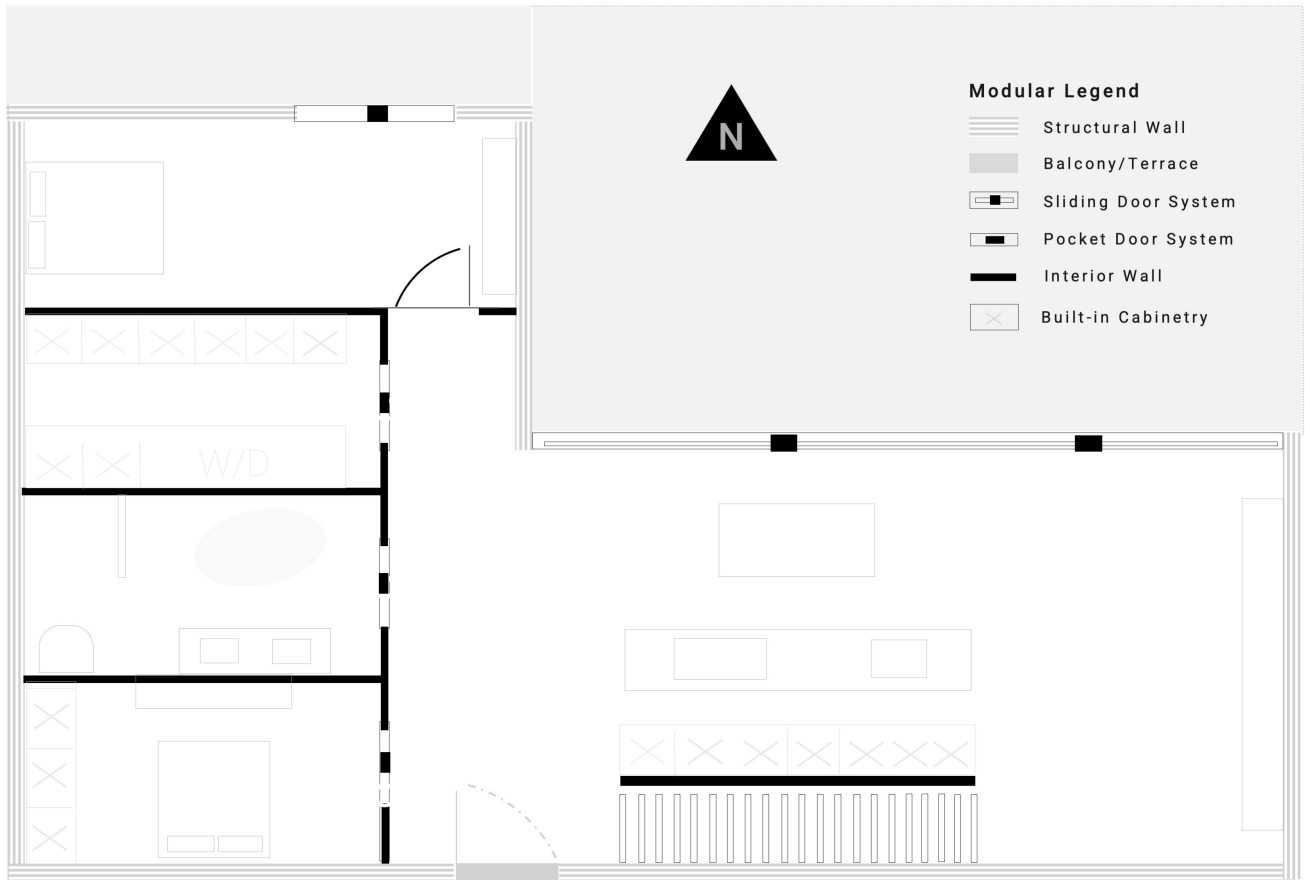 Modular Legend
N
Structural Wall
Balcony/Terrace
Sliding Door System
Pocket Door System
Interior Wall
Built-in Cabinetry
W/D